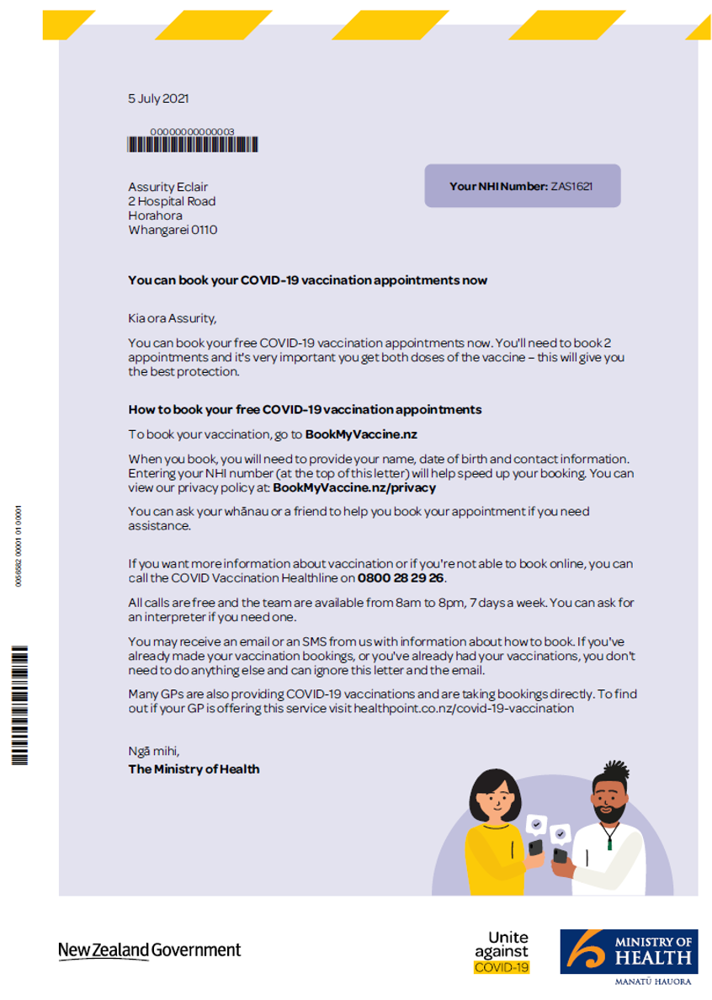 5 July 2021
00000000000003
Assurity Eclair
2 Hospital Road
Horahora
Whangarei 0110
Your NHI Number: ZAS1621
You can book your COVID-19 vaccination appointments now
Kia ora Assurity,
You can book your free COVID-19 vaccination appointments now. You'll need to book 2
appointments and it's very important you get both doses of the vaccine – this will give you
the best protection.
How to book your free COVID-19 vaccination appointments
To book your vaccination, go to BookMyVaccine.nz
When you book, you will need to provide your name, date of birth and contact information.
Entering your NHI number (at the top of this letter) will help speed up your booking. You can
view our privacy policy at: BookMyVaccine.nz/privacy
You can ask your whānau or a friend to help you book your appointment if you need
assistance.
If you want more information about vaccination or if you're not able to book online, you can
call the COVID Vaccination Healthline on 0800 28 29 26.
All calls are free and the team are available from 8am to 8pm, 7 days a week. You can ask for
an interpreter if you need one.
You may receive an email or an SMS from us with information about how to book. If you've
already made your vaccination bookings, or you've already had your vaccinations, you don't
need to do anything else and can ignore this letter and the email.
Many GPs are also providing COVID-19 vaccinations and are taking bookings directly. To find
out if your GP is offering this service visit healthpoint.co.nz/covid-19-vaccination
Ngā mihi,
The Ministry of Health
0056682 00001 01 00001
New Zealand Government
Unite
against
COVID-19
MINISTRY OF
HEALTH
MANATŪ HAUORA